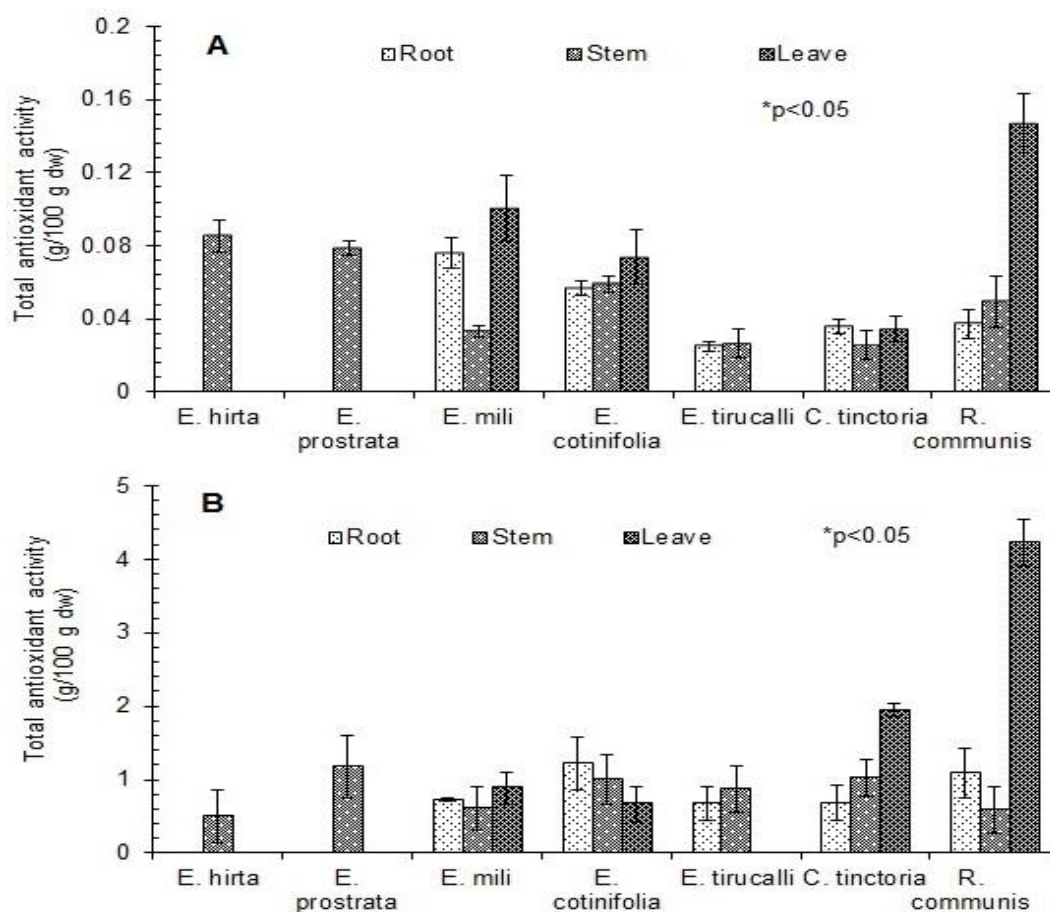 0.2
A
Root Stem Leave
*p<0.05
0.16
0.12
0.08
0.04
0
Total antioxidant activity
(g/100 g dw)
E. hirta E. prostrata E. mili E. cotinifolia E. tirucalli C. tinctoria R. communis
5
B
Root Stem Leave *p<0.05
4
3
2
1
0
Total antioxidant activity
(g/100 g dw)
E. hirta E. prostrata E. mili E. cotinifolia E. tirucalli C. tinctoria R. communis